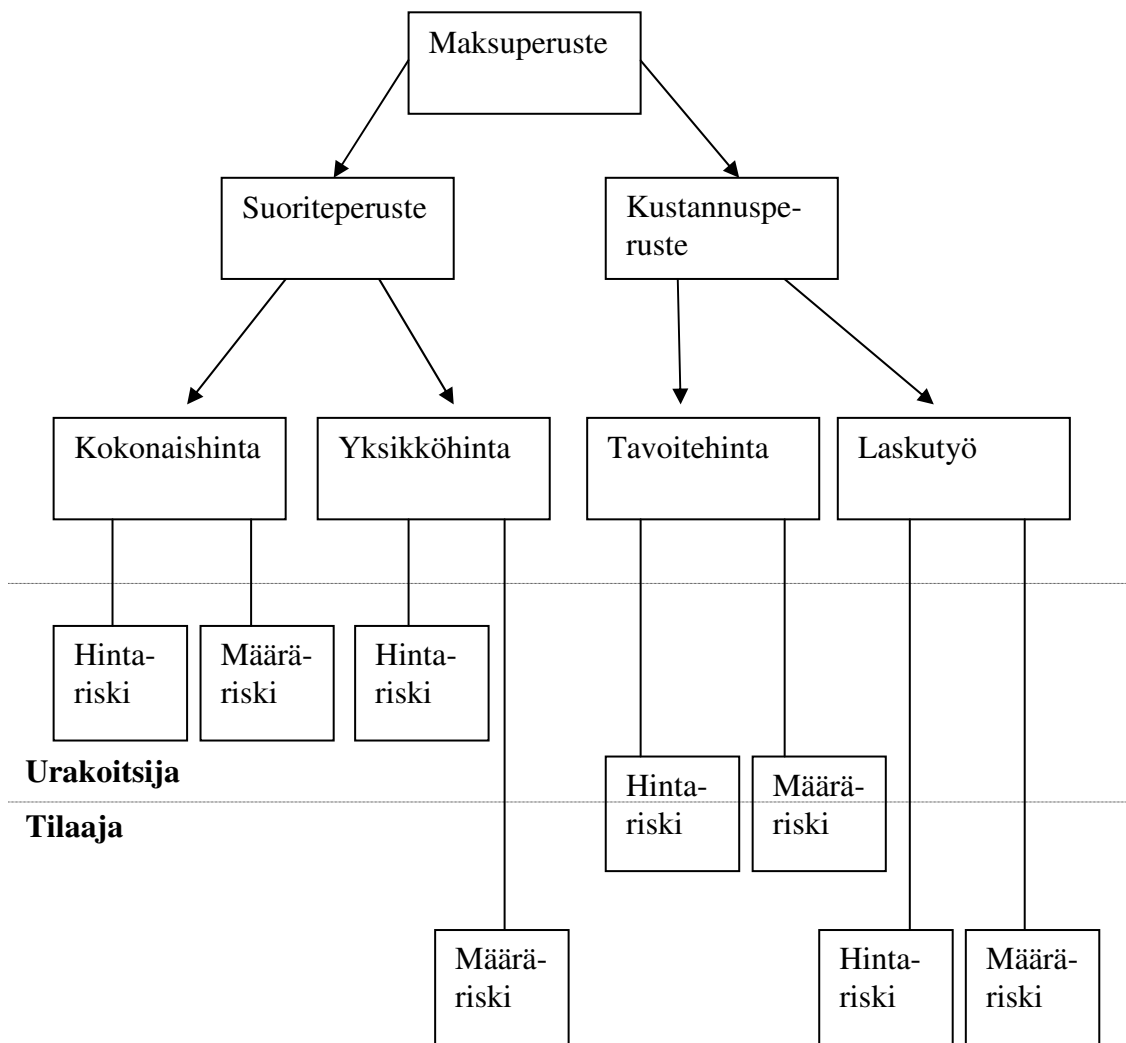 Maksuperuste
Suoriteperuste
Kustannuspe-
ruste
Kokonaishinta
Yksikköhinta
Tavoitehinta
Laskutyö
Hinta-
riski
Määrä-
riski
Hinta-
riski
Urakoitsija
Hinta-
riski
Määrä-
riski
Tilaaja
Määrä-
riski
Hinta-
riski
Määrä-
riski